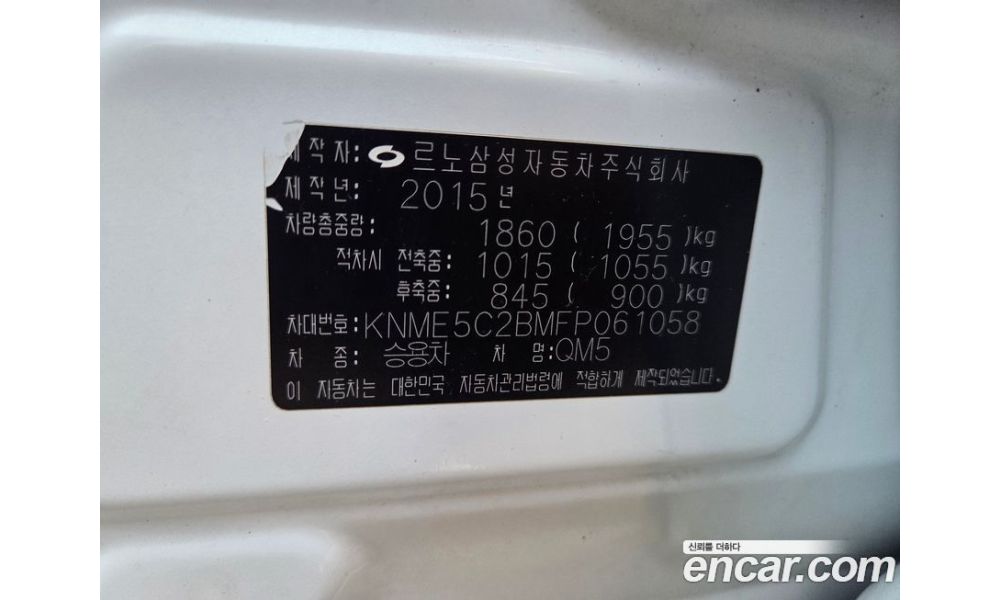 제작자: 르노삼성자동차주식회사
제작년: 2015년
차량총중량: 1860 ( 1955 )kg
적차시 전축중: 1015 ( 1055 )kg
후축중: 845 ( 900 )kg
차대번호: KNME5C2BMFP061058
차 종: 승용차 차 명: QM5
이 자동차는 대한민국 자동차관리법령에 적합하게 제작되었습니다.
신뢰를 더하다
encar.com